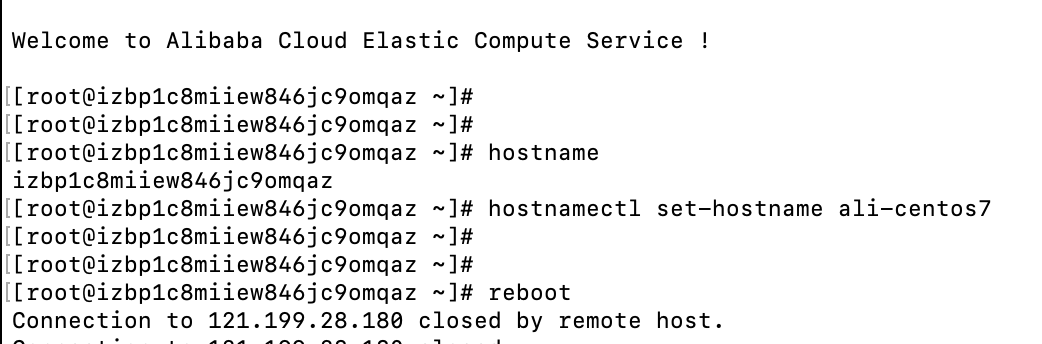 Welcome to Alibaba Cloud Elastic Compute Service !
[[root@izbp1c8miiew846jc9omqaz ~]#
[[root@izbp1c8miiew846jc9omqaz ~]#
[[root@izbp1c8miiew846jc9omqaz ~]# hostname
izbp1c8miiew846jc9omqaz
[[root@izbp1c8miiew846jc9omqaz ~]# hostnamectl set-hostname ali-centos7
[[root@izbp1c8miiew846jc9omqaz ~]#
[[root@izbp1c8miiew846jc9omqaz ~]#
[[root@izbp1c8miiew846jc9omqaz ~]# reboot
Connection to 121.199.28.180 closed by remote host.